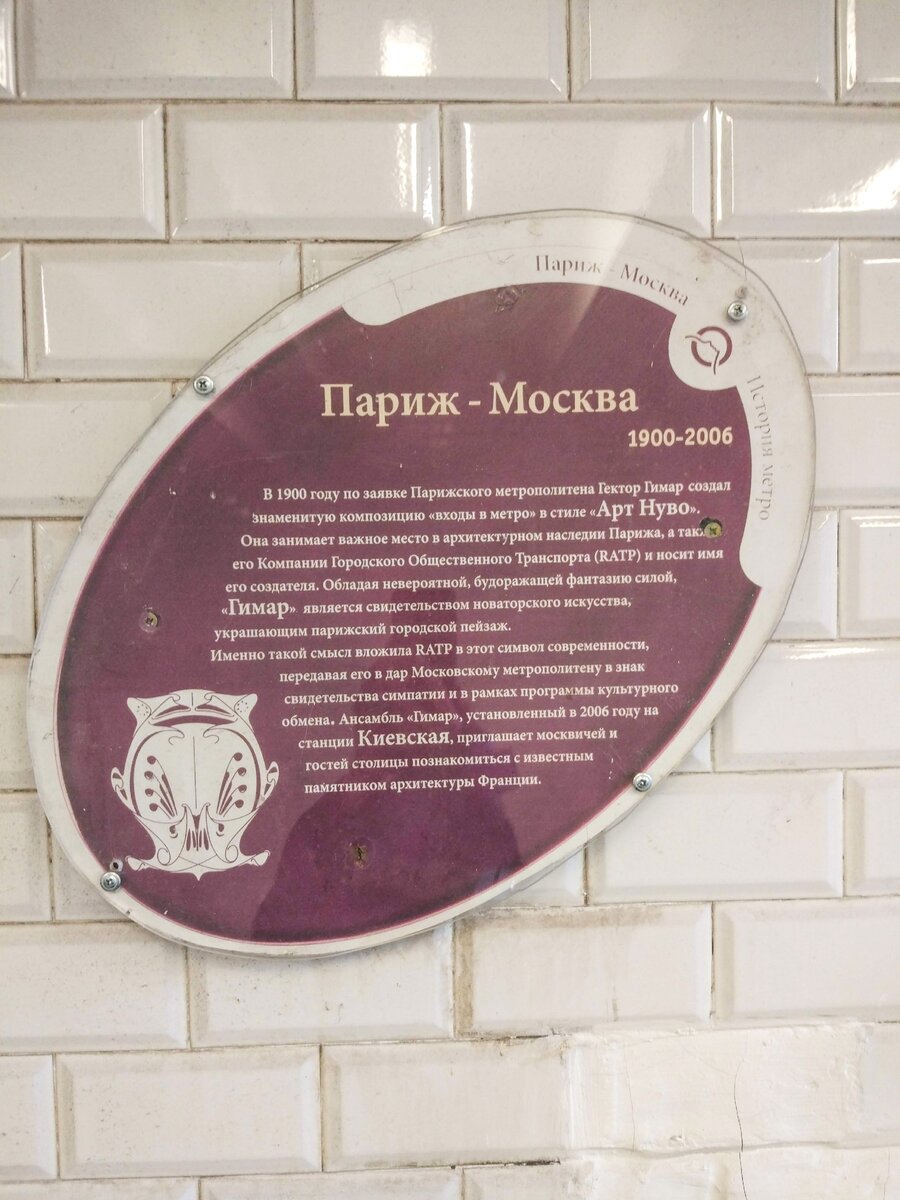 Париж - Москва
История метро
Париж - Москва
1900-2006
В 1900 году по заявке Парижского метрополитена Гектор Гимар создал
знаменитую композицию «входы в метро» в стиле «Арт Нуво».
Она занимает важное место в архитектурном наследии Парижа, а также
его Компании Городского Общественного Транспорта (RATP) и носит имя
его создателя. Обладая невероятной, будоражащей фантазию силой,
«Гимар» является свидетельством новаторского искусства,
украшающим парижский городской пейзаж.
Именно такой смысл вложила RATP в этот символ современности,
передавая его в дар Московскому метрополитену в знак
свидетельства симпатии и в рамках программы культурного
обмена. Ансамбль «Гимар», установленный в 2006 году на
станции Киевская, приглашает москвичей и
гостей столицы познакомиться с известным
памятником архитектуры Франции.